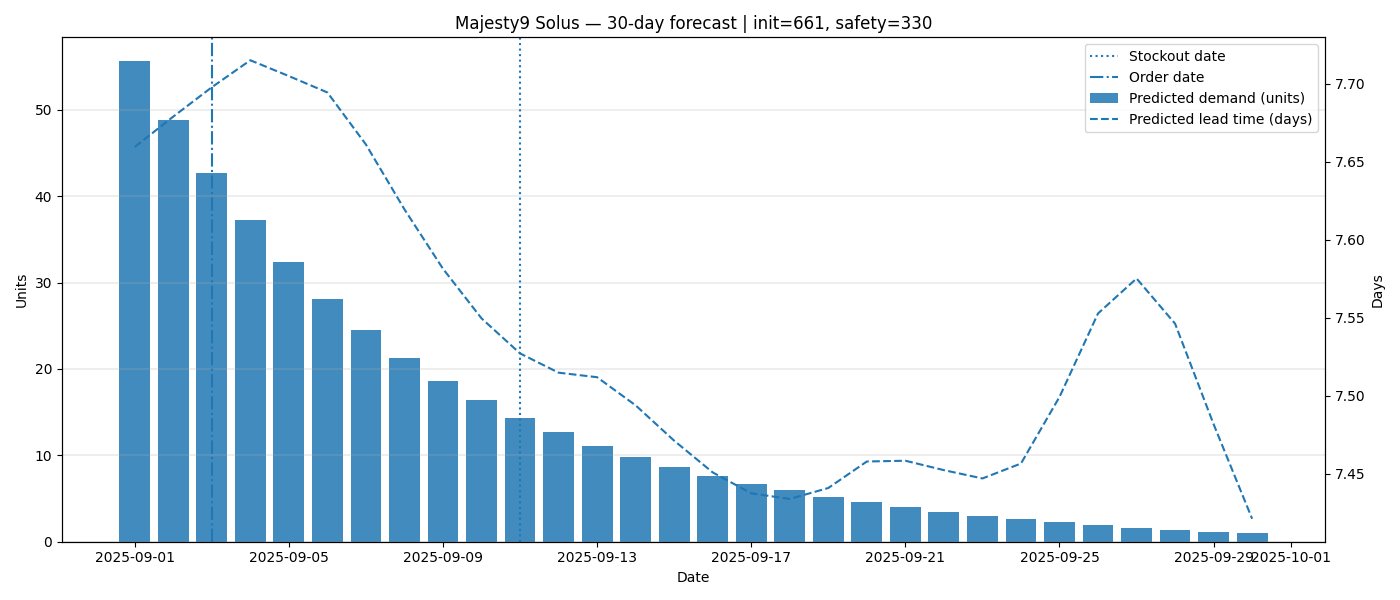 Majesty9 Solus — 30-day forecast | init=661, safety=330
Stockout date
Order date
Predicted demand (units)
Predicted lead time (days)
Units
50
40
30
20
10
0
7.70
7.65
7.60
7.55
7.50
7.45
Days
2025-09-01 2025-09-05 2025-09-09 2025-09-13 2025-09-17 2025-09-21 2025-09-25 2025-09-29 2025-10-01
Date